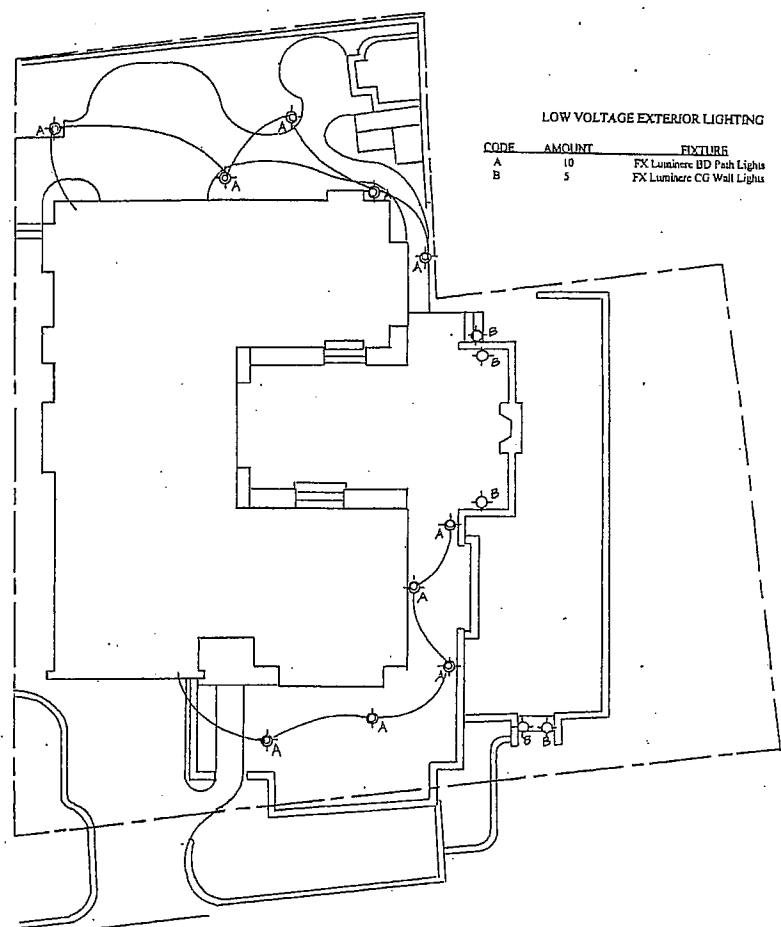 LOW VOLTAGE EXTERIOR LIGHTING
CODE AMOUNT FIXTURE
A 10 FX Luminere BD Path Lights
B 5 FX Luminere CG Wall Lights
A
A
A
A
A
B
B
B
A
A
A
A
A
B B